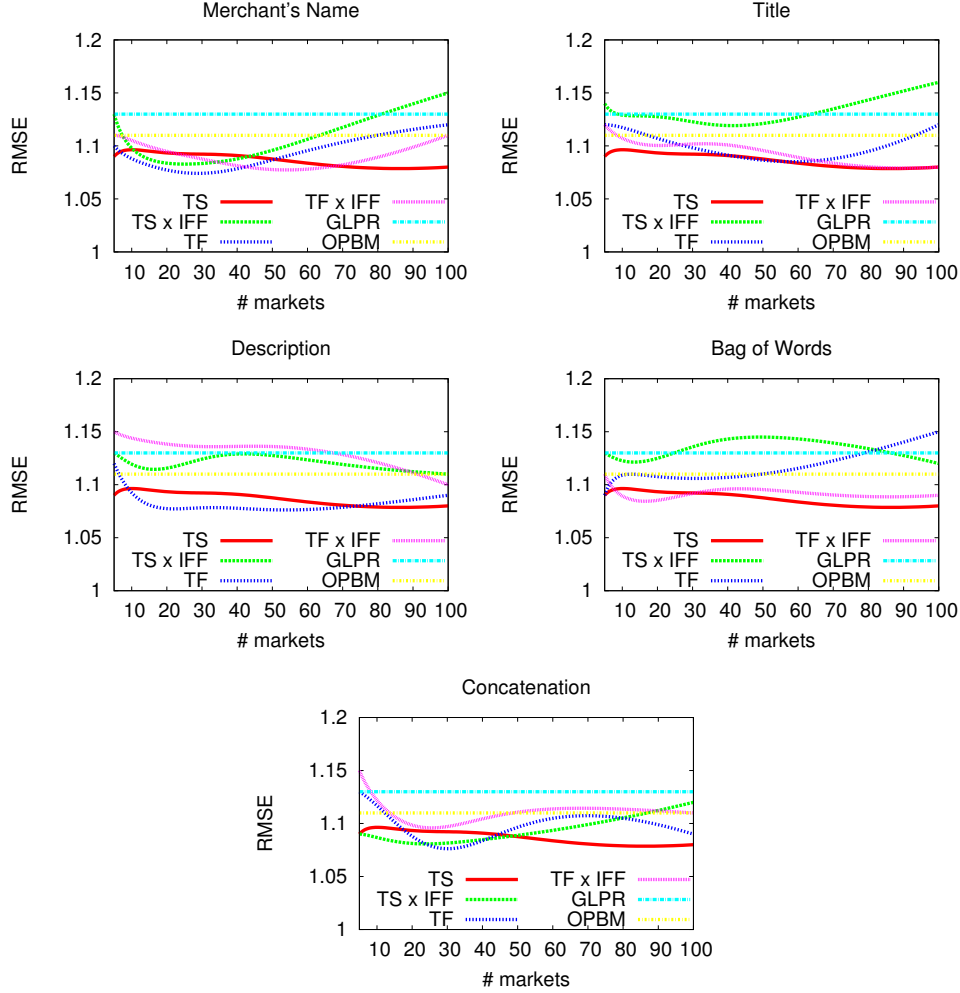 Merchant's Name
1.2
1.15
1.1
1.05
1
RMSE
TS
TS x IFF
TF
TF x IFF
GLPR
OPBM
10 20 30 40 50 60 70 80 90 100
# markets
Title
1.2
1.15
1.1
1.05
1
RMSE
TS
TS x IFF
TF
TF x IFF
GLPR
OPBM
10 20 30 40 50 60 70 80 90 100
# markets
Description
1.2
1.15
1.1
1.05
1
RMSE
TS
TS x IFF
TF
TF x IFF
GLPR
OPBM
10 20 30 40 50 60 70 80 90 100
# markets
Bag of Words
1.2
1.15
1.1
1.05
1
RMSE
TS
TS x IFF
TF
TF x IFF
GLPR
OPBM
10 20 30 40 50 60 70 80 90 100
# markets
Concatenation
1.2
1.15
1.1
1.05
1
RMSE
TS
TS x IFF
TF
TF x IFF
GLPR
OPBM
10 20 30 40 50 60 70 80 90 100
# markets